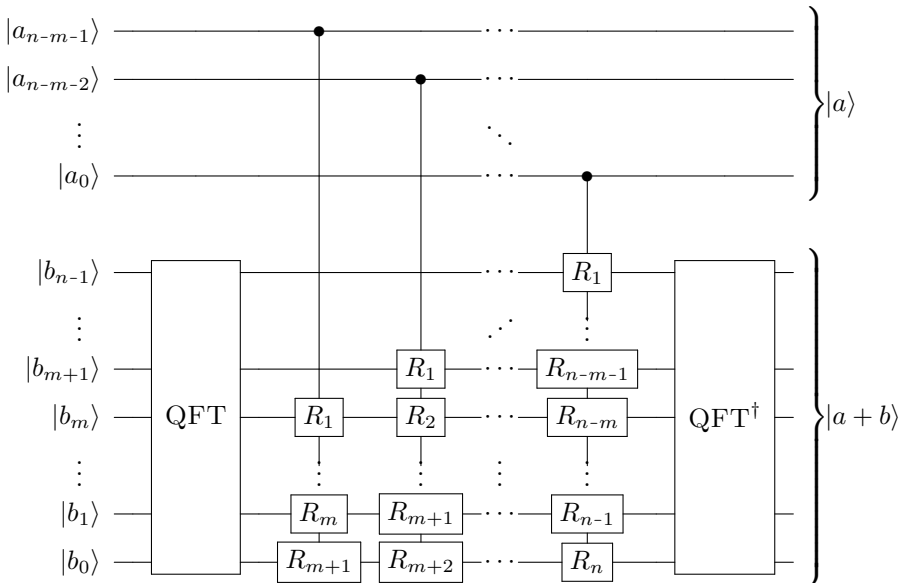 |a_{n-m-1}⟩ ⋯
|a_{n-m-2}⟩ ⋯ |a⟩
⋮ ⋱
|a_0⟩ ⋯
|b_{n-1}⟩ ⋯ R_1
⋮ ⋰ ⋮
|b_{m+1}⟩ R_1 ⋯ R_{n-m-1}
|b_m⟩ QFT R_1 R_2 ⋯ R_{n-m} QFT† |a + b⟩
⋮ ⋮ ⋮ ⋮ ⋮
|b_1⟩ R_m R_{m+1} ⋯ R_{n-1}
|b_0⟩ R_{m+1} R_{m+2} ⋯ R_n